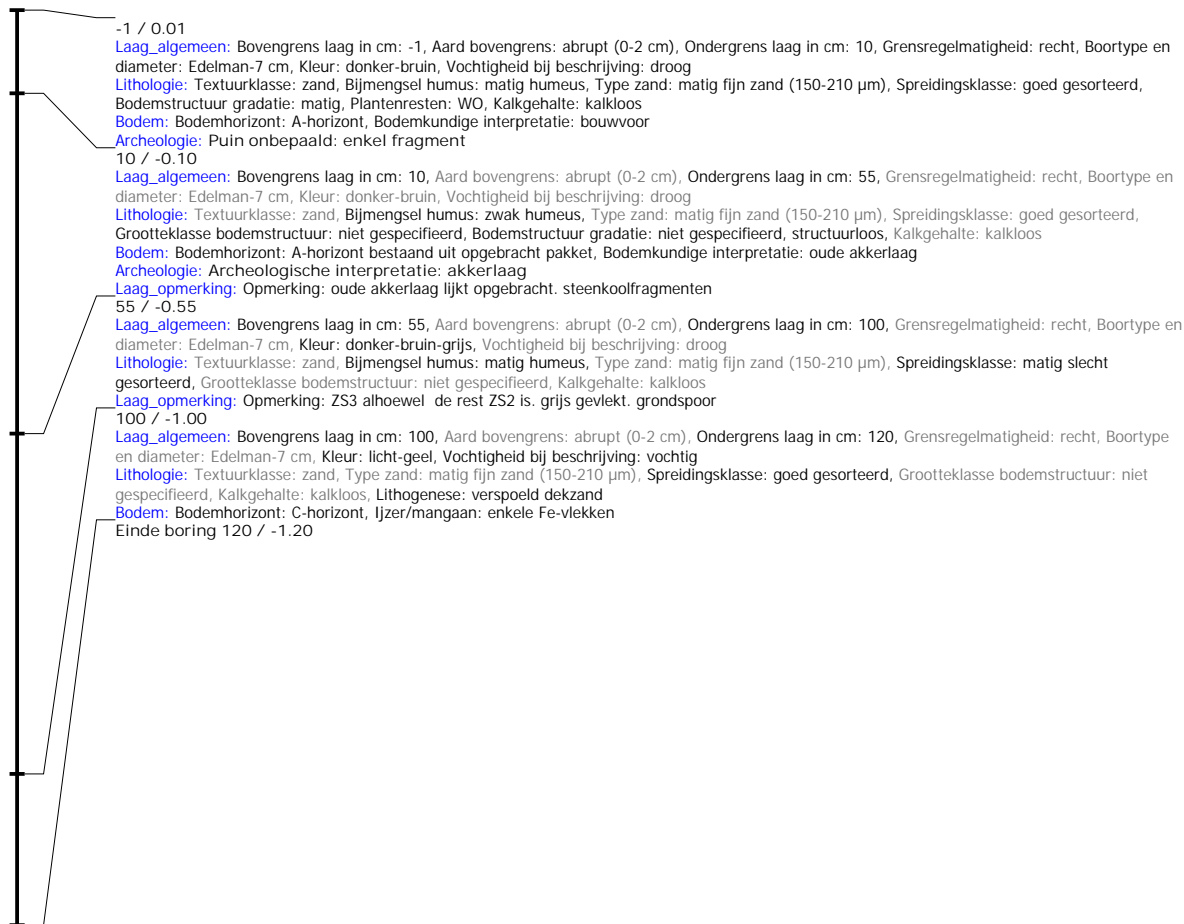 -1 / 0.01
Laag_algemeen: Bovengrens laag in cm: -1, Aard bovengrens: abrupt (0-2 cm), Ondergrens laag in cm: 10, Grensregelmatigheid: recht, Boortype en
diameter: Edelman-7 cm, Kleur: donker-bruin, Vochtigheid bij beschrijving: droog
Lithologie: Textuurklasse: zand, Bijmengsel humus: matig humeus, Type zand: matig fijn zand (150-210 µm), Spreidingsklasse: goed gesorteerd,
Bodemstructuur gradatie: matig, Plantenresten: WO, Kalkgehalte: kalkloos
Bodem: Bodemhorizont: A-horizont, Bodemkundige interpretatie: bouwvoor
Archeologie: Puin onbepaald: enkel fragment
10 / -0.10
Laag_algemeen: Bovengrens laag in cm: 10, Aard bovengrens: abrupt (0-2 cm), Ondergrens laag in cm: 55, Grensregelmatigheid: recht, Boortype en
diameter: Edelman-7 cm, Kleur: donker-bruin, Vochtigheid bij beschrijving: droog
Lithologie: Textuurklasse: zand, Bijmengsel humus: zwak humeus, Type zand: matig fijn zand (150-210 µm), Spreidingsklasse: goed gesorteerd,
Grootteklasse bodemstructuur: niet gespecifieerd, Bodemstructuur gradatie: niet gespecifieerd, structuurloos, Kalkgehalte: kalkloos
Bodem: Bodemhorizont: A-horizont bestaand uit opgebracht pakket, Bodemkundige interpretatie: oude akkerlaag
Archeologie: Archeologische interpretatie: akkerlaag
Laag_opmerking: Opmerking: oude akkerlaag lijkt opgebracht. steenkoolfragmenten
55 / -0.55
Laag_algemeen: Bovengrens laag in cm: 55, Aard bovengrens: abrupt (0-2 cm), Ondergrens laag in cm: 100, Grensregelmatigheid: recht, Boortype en
diameter: Edelman-7 cm, Kleur: donker-bruin-grijs, Vochtigheid bij beschrijving: droog
Lithologie: Textuurklasse: zand, Bijmengsel humus: matig humeus, Type zand: matig fijn zand (150-210 µm), Spreidingsklasse: matig slecht
gesorteerd, Grootteklasse bodemstructuur: niet gespecifieerd, Kalkgehalte: kalkloos
Laag_opmerking: Opmerking: ZS3 alhoewel  de rest ZS2 is. grijs gevlekt. grondspoor
100 / -1.00
Laag_algemeen: Bovengrens laag in cm: 100, Aard bovengrens: abrupt (0-2 cm), Ondergrens laag in cm: 120, Grensregelmatigheid: recht, Boortype
en diameter: Edelman-7 cm, Kleur: licht-geel, Vochtigheid bij beschrijving: vochtig
Lithologie: Textuurklasse: zand, Type zand: matig fijn zand (150-210 µm), Spreidingsklasse: goed gesorteerd, Grootteklasse bodemstructuur: niet
gespecifieerd, Kalkgehalte: kalkloos, Lithogenese: verspoeld dekzand
Bodem: Bodemhorizont: C-horizont, Ijzer/mangaan: enkele Fe-vlekken
Einde boring 120 / -1.20